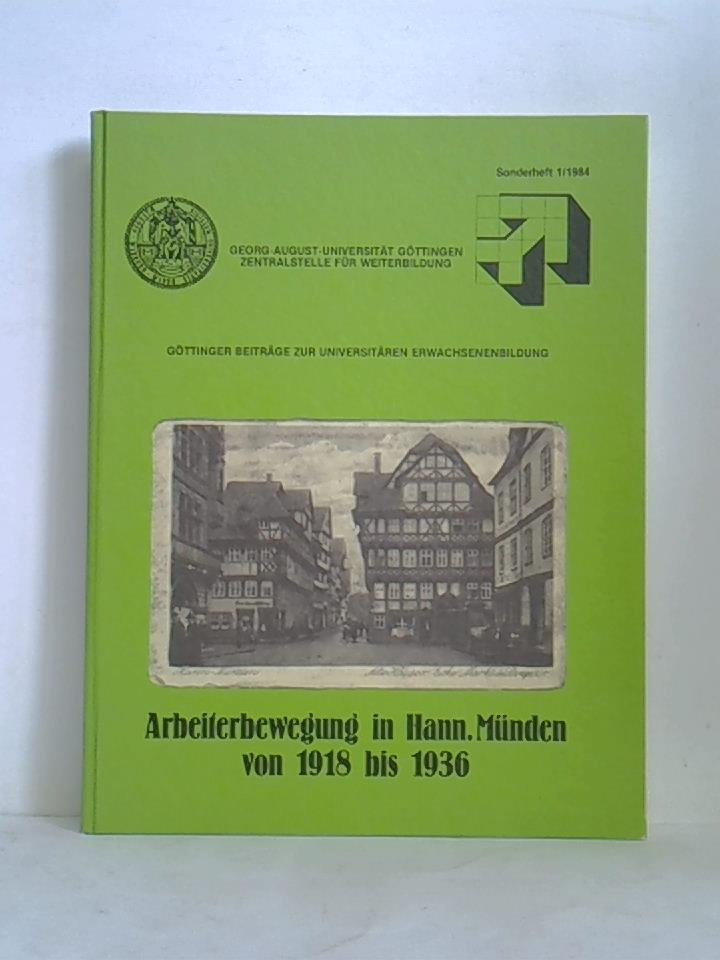 Sonderheft 1/1984
GEORG-AUGUST-UNIVERSITÄT GÖTTINGEN
ZENTRALSTELLE FÜR WEITERBILDUNG
GÖTTINGER BEITRÄGE ZUR UNIVERSITÄREN ERWACHSENENBILDUNG
Arbeiterbewegung in Hann. Münden
von 1918 bis 1936